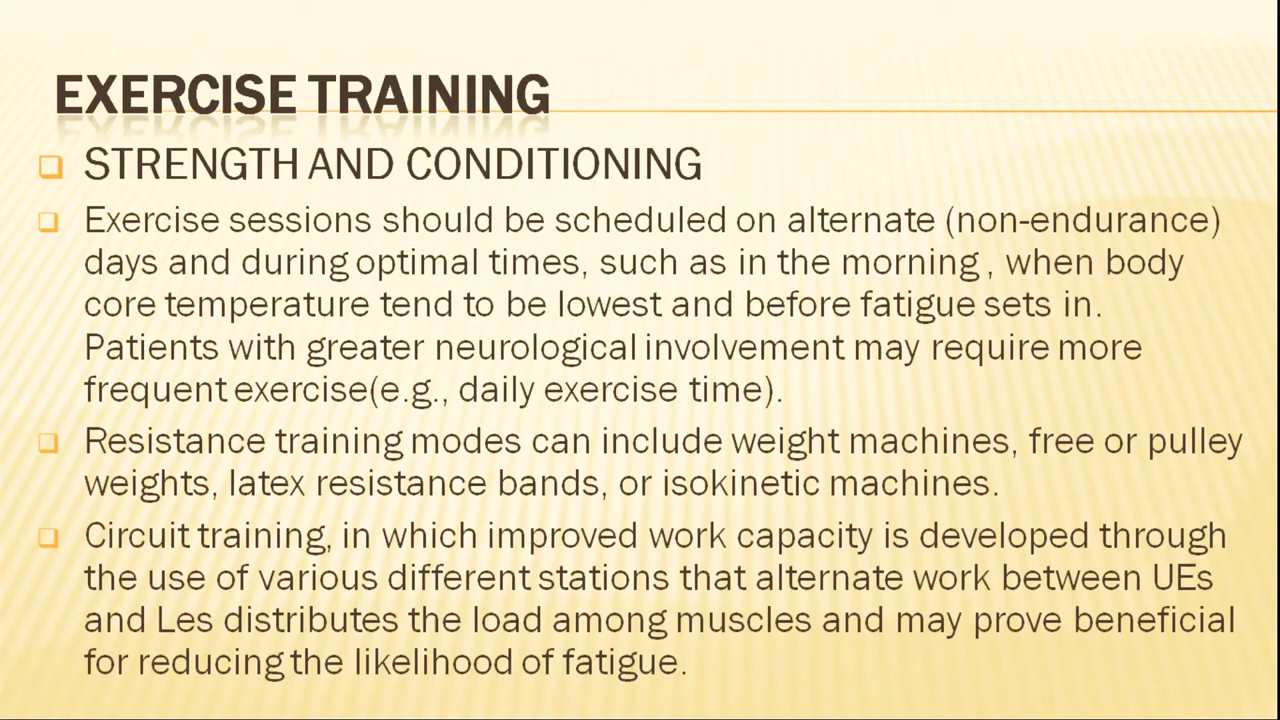 EXERCISE TRAINING
STRENGTH AND CONDITIONING
Exercise sessions should be scheduled on alternate (non-endurance)
days and during optimal times, such as in the morning , when body
core temperature tend to be lowest and before fatigue sets in.
Patients with greater neurological involvement may require more
frequent exercise(e.g., daily exercise time).
Resistance training modes can include weight machines, free or pulley
weights, latex resistance bands, or isokinetic machines.
Circuit training, in which improved work capacity is developed through
the use of various different stations that alternate work between UEs
and Les distributes the load among muscles and may prove beneficial
for reducing the likelihood of fatigue.